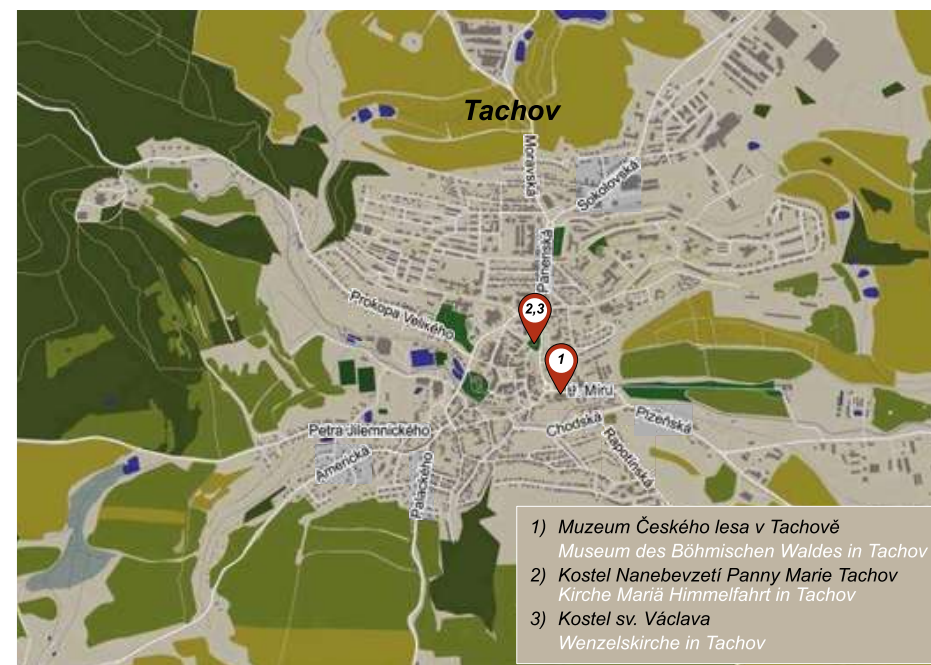 Tachov
Moravská
Sokolovská
Panenská
Prokopa Velikého
2,3
1
tř. Míru
Chodská
Plzeňská
Petra Jilemnického
Rapotínská
Americká
Palackého
1) Muzeum Českého lesa v Tachově
Museum des Böhmischen Waldes in Tachov
2) Kostel Nanebevzetí Panny Marie Tachov
Kirche Mariä Himmelfahrt in Tachov
3) Kostel sv. Václava
Wenzelskirche in Tachov